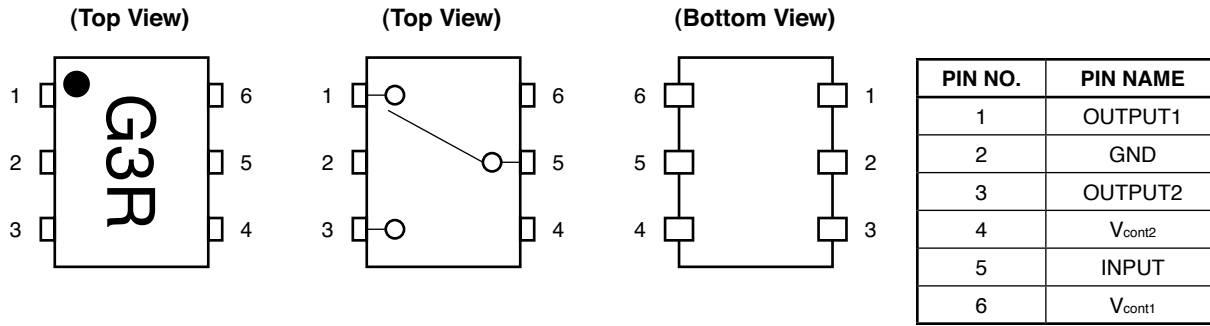 (Top View)
1
2
3
G3R
6
5
4
(Top View)
1
2
3
6
5
4
(Bottom View)
6
5
4
1
2
3
PIN NO. PIN NAME
1 OUTPUT1
2 GND
3 OUTPUT2
4 Vcont2
5 INPUT
6 Vcont1